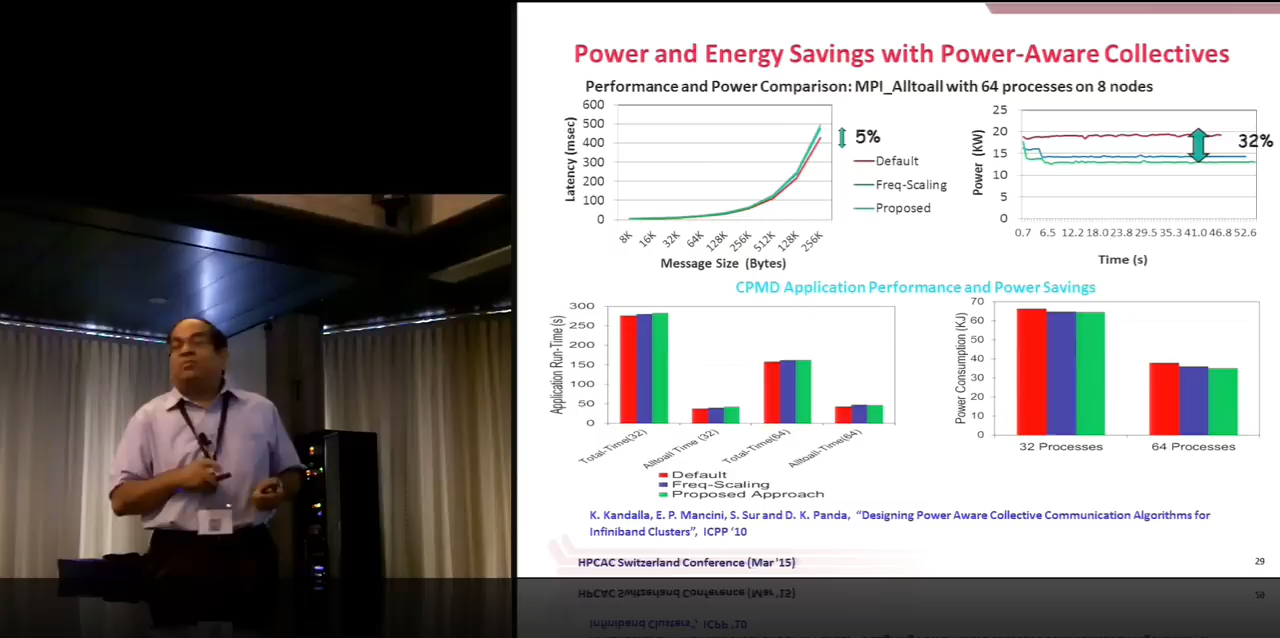 Power and Energy Savings with Power-Aware Collectives
Performance and Power Comparison: MPI_Alltoall with 64 processes on 8 nodes
600
500
400
300
200
100
0
Latency (msec)
8K 16K 32K 64K 128K 256K 512K 128K 256K
Message Size (Bytes)
5%
Default
Freq-Scaling
Proposed
25
20
15
10
5
0
Power (KW)
32%
0.7 6.5 12.2 18.0 23.8 29.5 35.3 41.0 46.8 52.6
Time (s)
CPMD Application Performance and Power Savings
300
250
200
150
100
50
0
Application Run-Time (s)
Total-Time(32) Alltoall Time (32) Total-Time(64) Alltoall-Time(64)
Default
Freq-Scaling
Proposed Approach
70
60
50
40
30
20
10
0
Power Consumption (KJ)
32 Processes 64 Processes
K. Kandalla, E. P. Mancini, S. Sur and D. K. Panda, “Designing Power Aware Collective Communication Algorithms for
Infiniband Clusters”, ICPP ‘10
HPCAC Switzerland Conference (Mar '15)
29